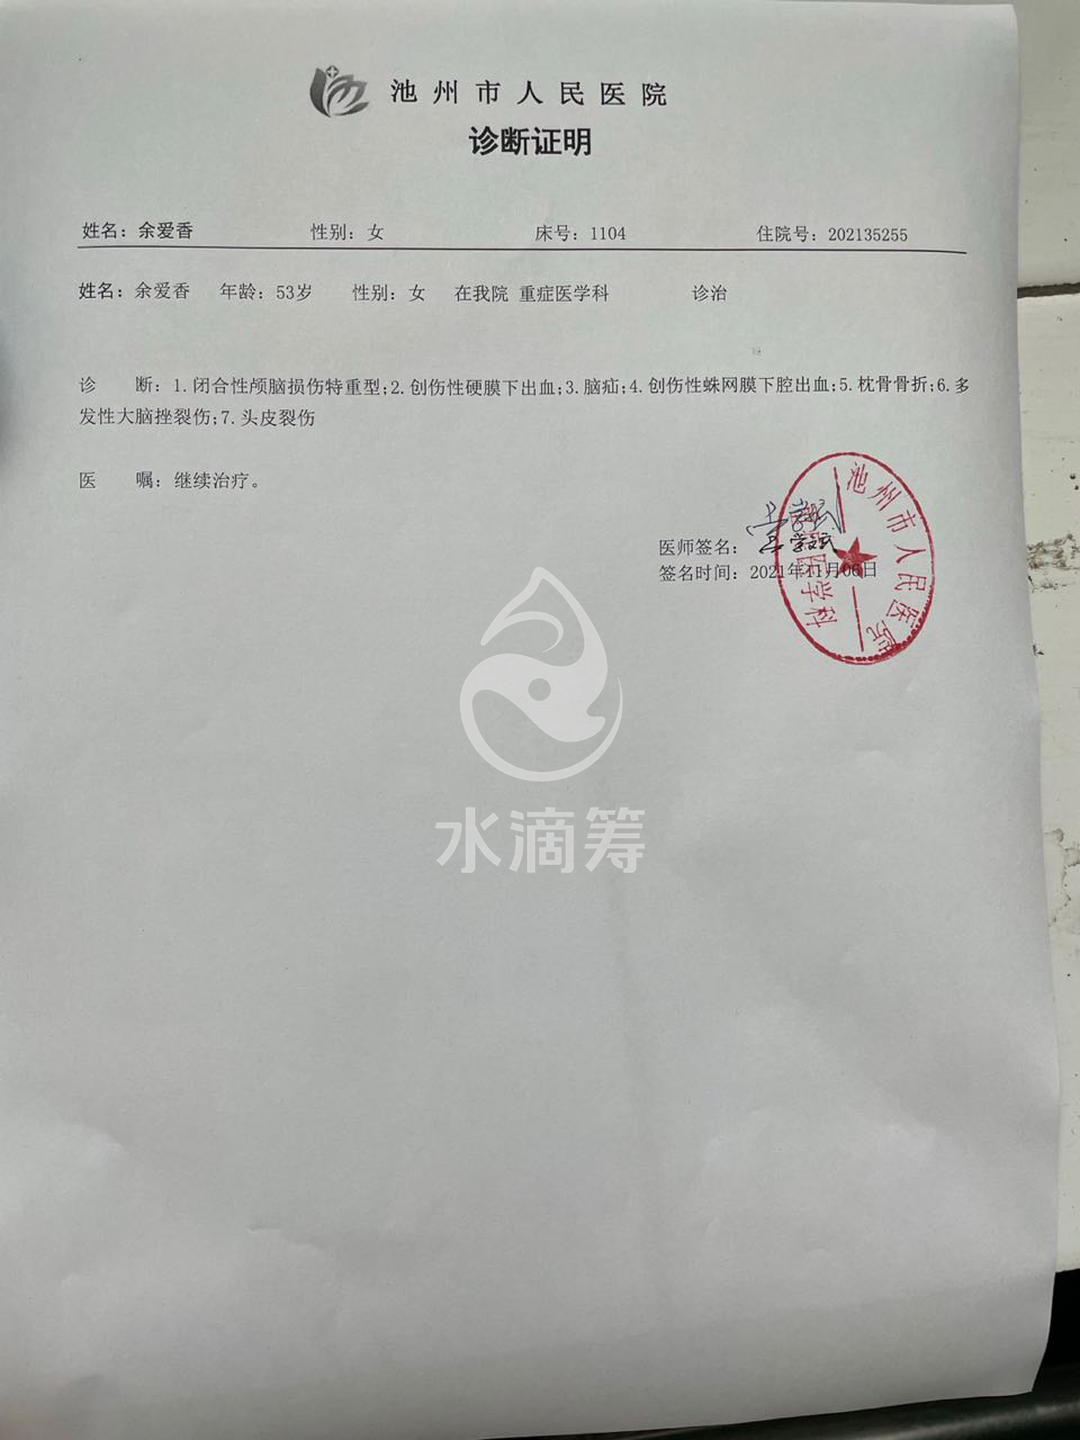 池州市人民医院
诊断证明
姓名：余爱香 性别：女 床号：1104 住院号：202135255
姓名：余爱香 年龄：53岁 性别：女 在我院 重症医学科 诊治
诊 断：1.闭合性颅脑损伤特重型;2.创伤性硬膜下出血;3.脑疝;4.创伤性蛛网膜下腔出血;5.枕骨骨折;6.多
发性大脑挫裂伤;7.头皮裂伤
医 嘱：继续治疗。
医师签名：
签名时间：2021年11月06日
池州市人民医院
医学科
水滴筹